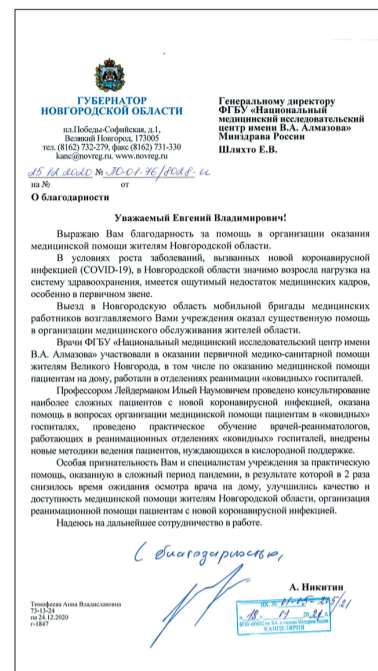 ГУБЕРНАТОР
НОВГОРОДСКОЙ ОБЛАСТИ
пл.Победы-Софийская, д.1,
Великий Новгород, 173005
тел. (8162) 732-279, факс (8162) 731-330
kanc@novreg.ru. www.novreg.ru
25.12.2020 №
на № от
О благодарности
Генеральному директору
ФГБУ «Национальный
медицинский исследовательский
центр имени В.А. Алмазова»
Минздрава России
Шляхто Е.В.
Уважаемый Евгений Владимирович!
Выражаю Вам благодарность за помощь в организации оказания
медицинской помощи жителям Новгородской области.
В условиях роста заболеваний, вызванных новой коронавирусной
инфекцией (COVID-19), в Новгородской области значимо возросла нагрузка на
систему здравоохранения, имеется ощутимый недостаток медицинских кадров,
особенно в первичном звене.
Выезд в Новгородскую область мобильной бригады медицинских
работников возглавляемого Вами учреждения оказал существенную помощь
в организации медицинского обслуживания жителей области.
Врачи ФГБУ «Национальный медицинский исследовательский центр имени
В.А. Алмазова» участвовали в оказании первичной медико-санитарной помощи
жителям Великого Новгорода, в том числе по оказанию медицинской помощи
пациентам на дому, работали в отделениях реанимации «ковидных» госпиталей.
Профессором Лейдерманом Ильей Наумовичем проведено консультирование
наиболее сложных пациентов с новой коронавирусной инфекцией, оказана
помощь в вопросах организации медицинской помощи пациентам в «ковидных»
госпиталях, проведено практическое обучение врачей-реаниматологов,
работающих в реанимационных отделениях «ковидных» госпиталей, внедрены
новые методики ведения пациентов, нуждающихся в кислородной поддержке.
Особая признательность Вам и специалистам учреждения за практическую
помощь, оказанную в сложный период пандемии, в результате которой в 2 раза
снизилось время ожидания осмотра врача на дому, улучшились качество и
доступность медицинской помощи жителям Новгородской области, организация
реанимационной помощи пациентам с новой коронавирусной инфекцией.
Надеюсь на дальнейшее сотрудничество в работе.
С благодарностью,
А. Никитин
Тимофеева Анна Владиславовна
73-13-24
по 24.12.2020
г-1847
КАНЦЕЛЯРИЯ